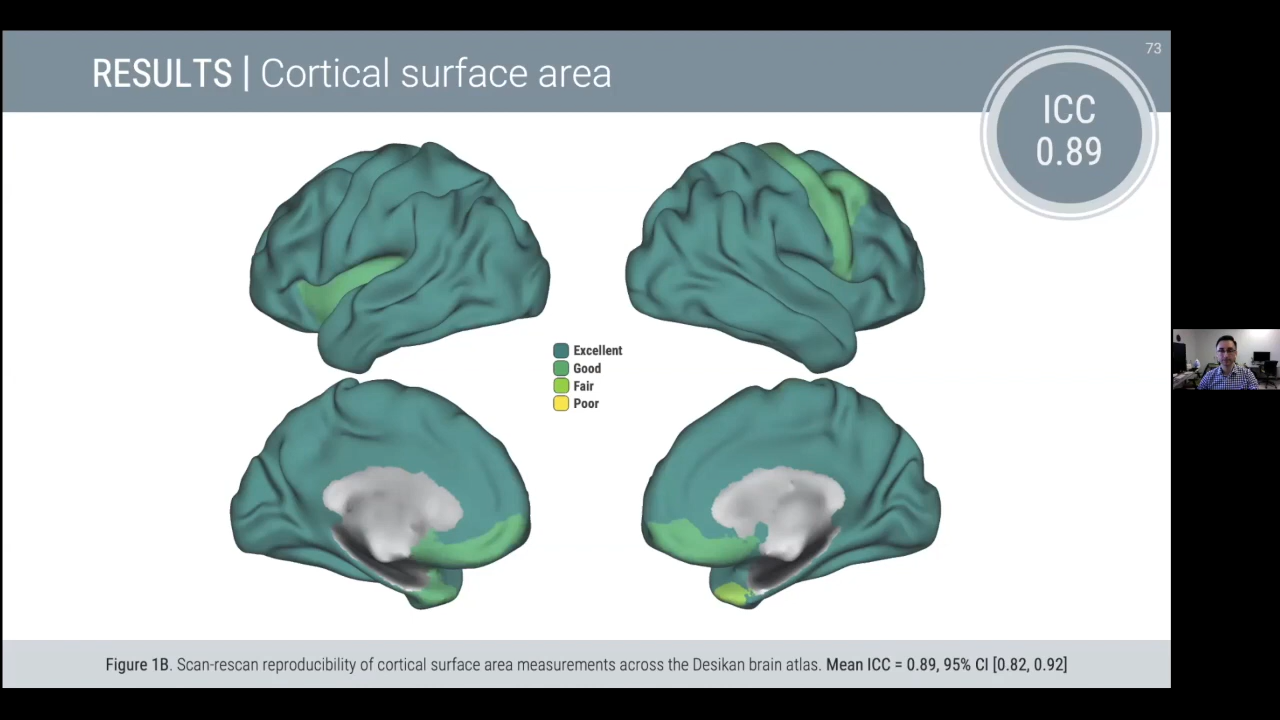 73
RESULTS | Cortical surface area
ICC
0.89
Excellent
Good
Fair
Poor
Figure 1B. Scan-rescan reproducibility of cortical surface area measurements across the Desikan brain atlas. Mean ICC = 0.89, 95% CI [0.82, 0.92]